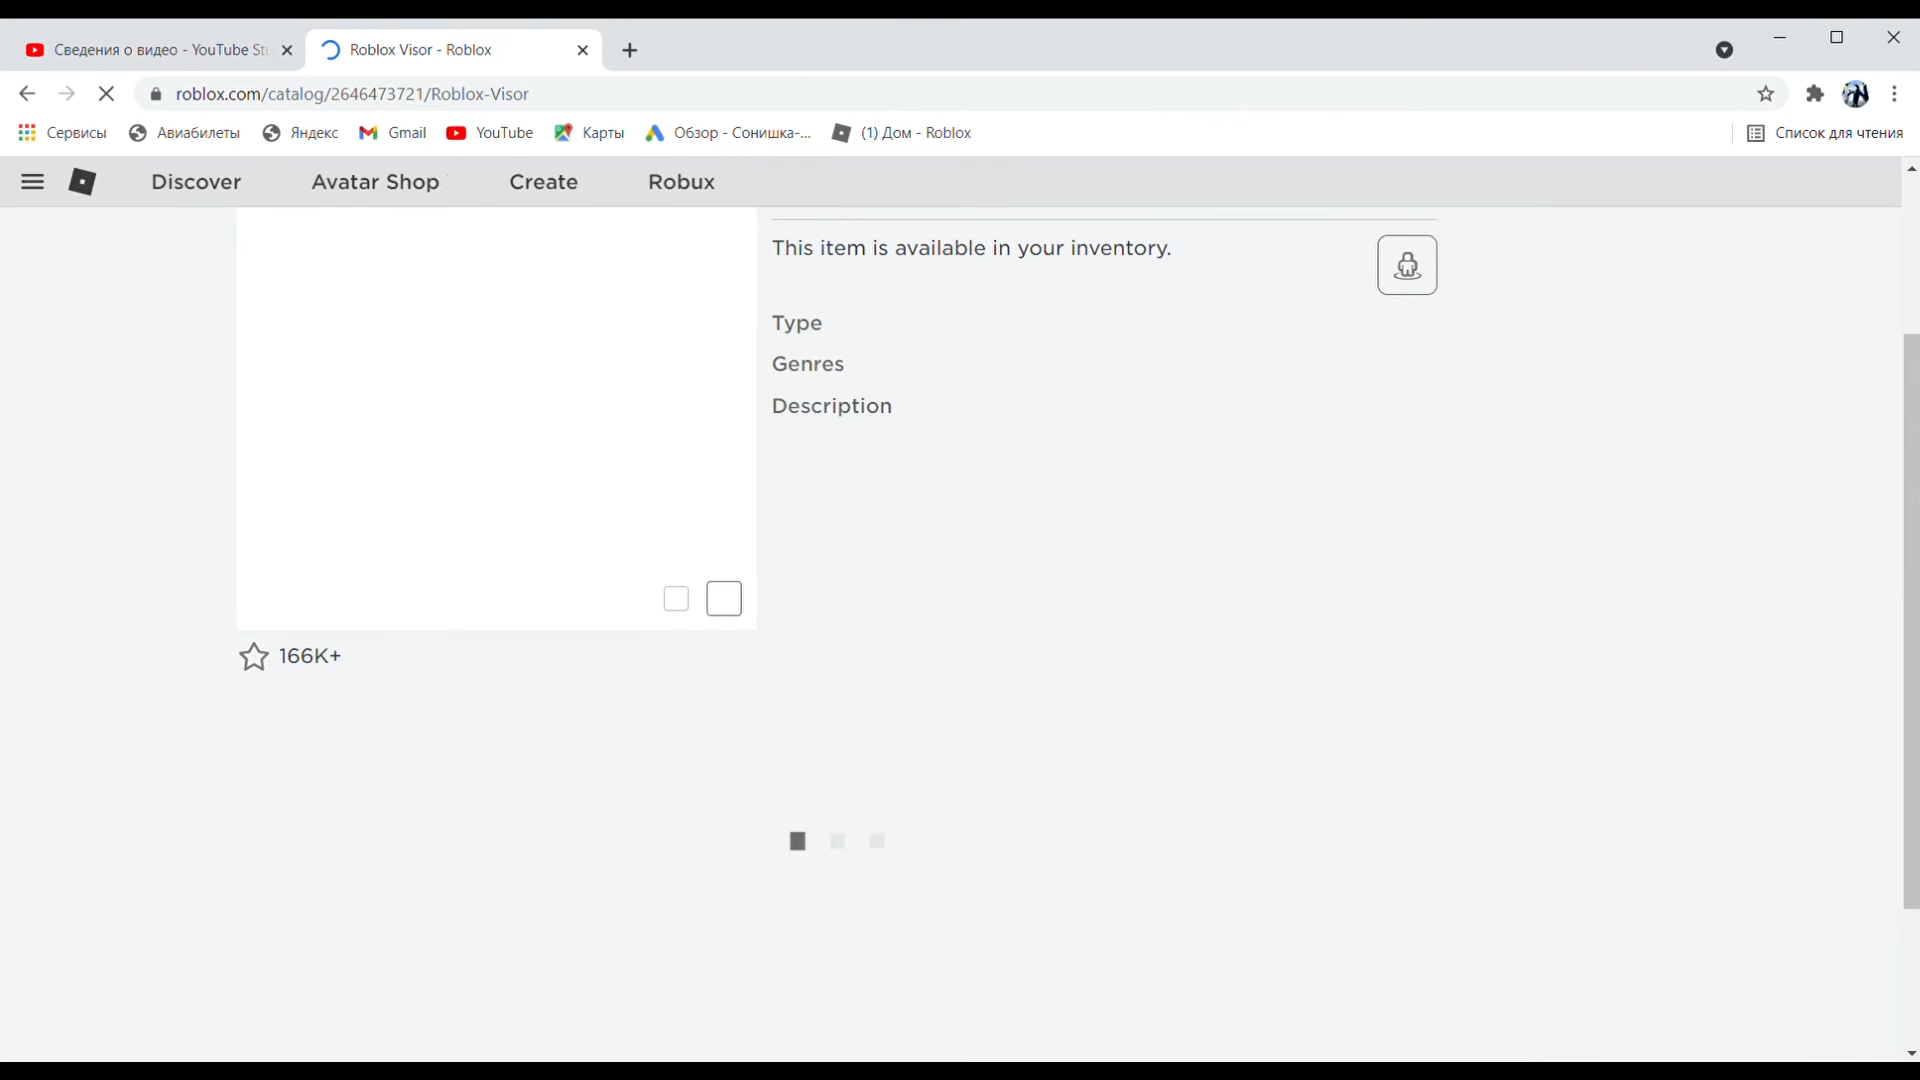 Сведения о видео - YouTube Stu
Roblox Visor - Roblox
roblox.com/catalog/2646473721/Roblox-Visor
Сервисы Авиабилеты Яндекс Gmail YouTube Карты Обзор - Сонишка-... (1) Дом - Roblox Список для чтения
Discover Avatar Shop Create Robux
This item is available in your inventory.
Type
Genres
Description
166K+